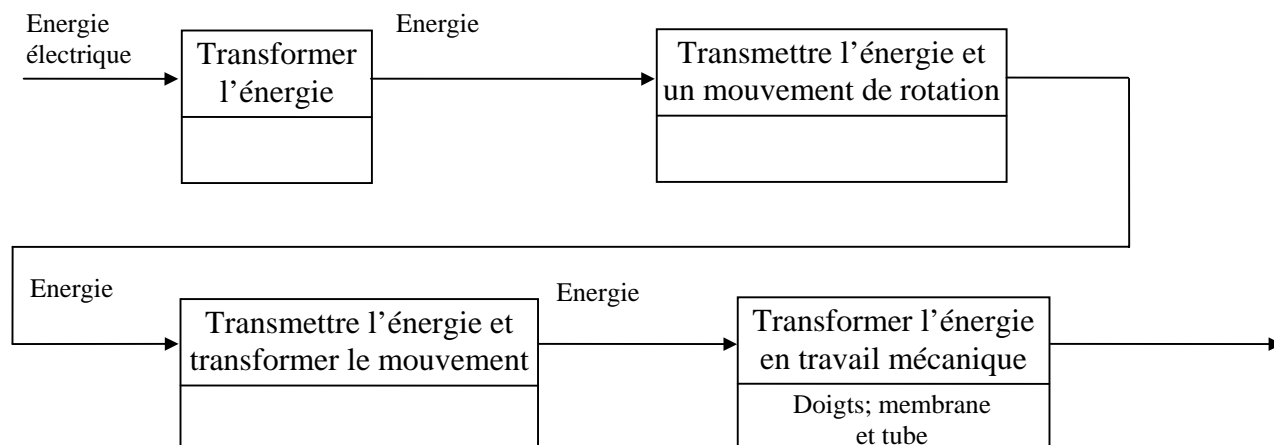 Energie
électrique
Transformer
l’énergie
Energie
Transmettre l’énergie et
un mouvement de rotation
Energie
Transmettre l’énergie et
transformer le mouvement
Energie
Transformer l’énergie
en travail mécanique
Doigts; membrane
et tube